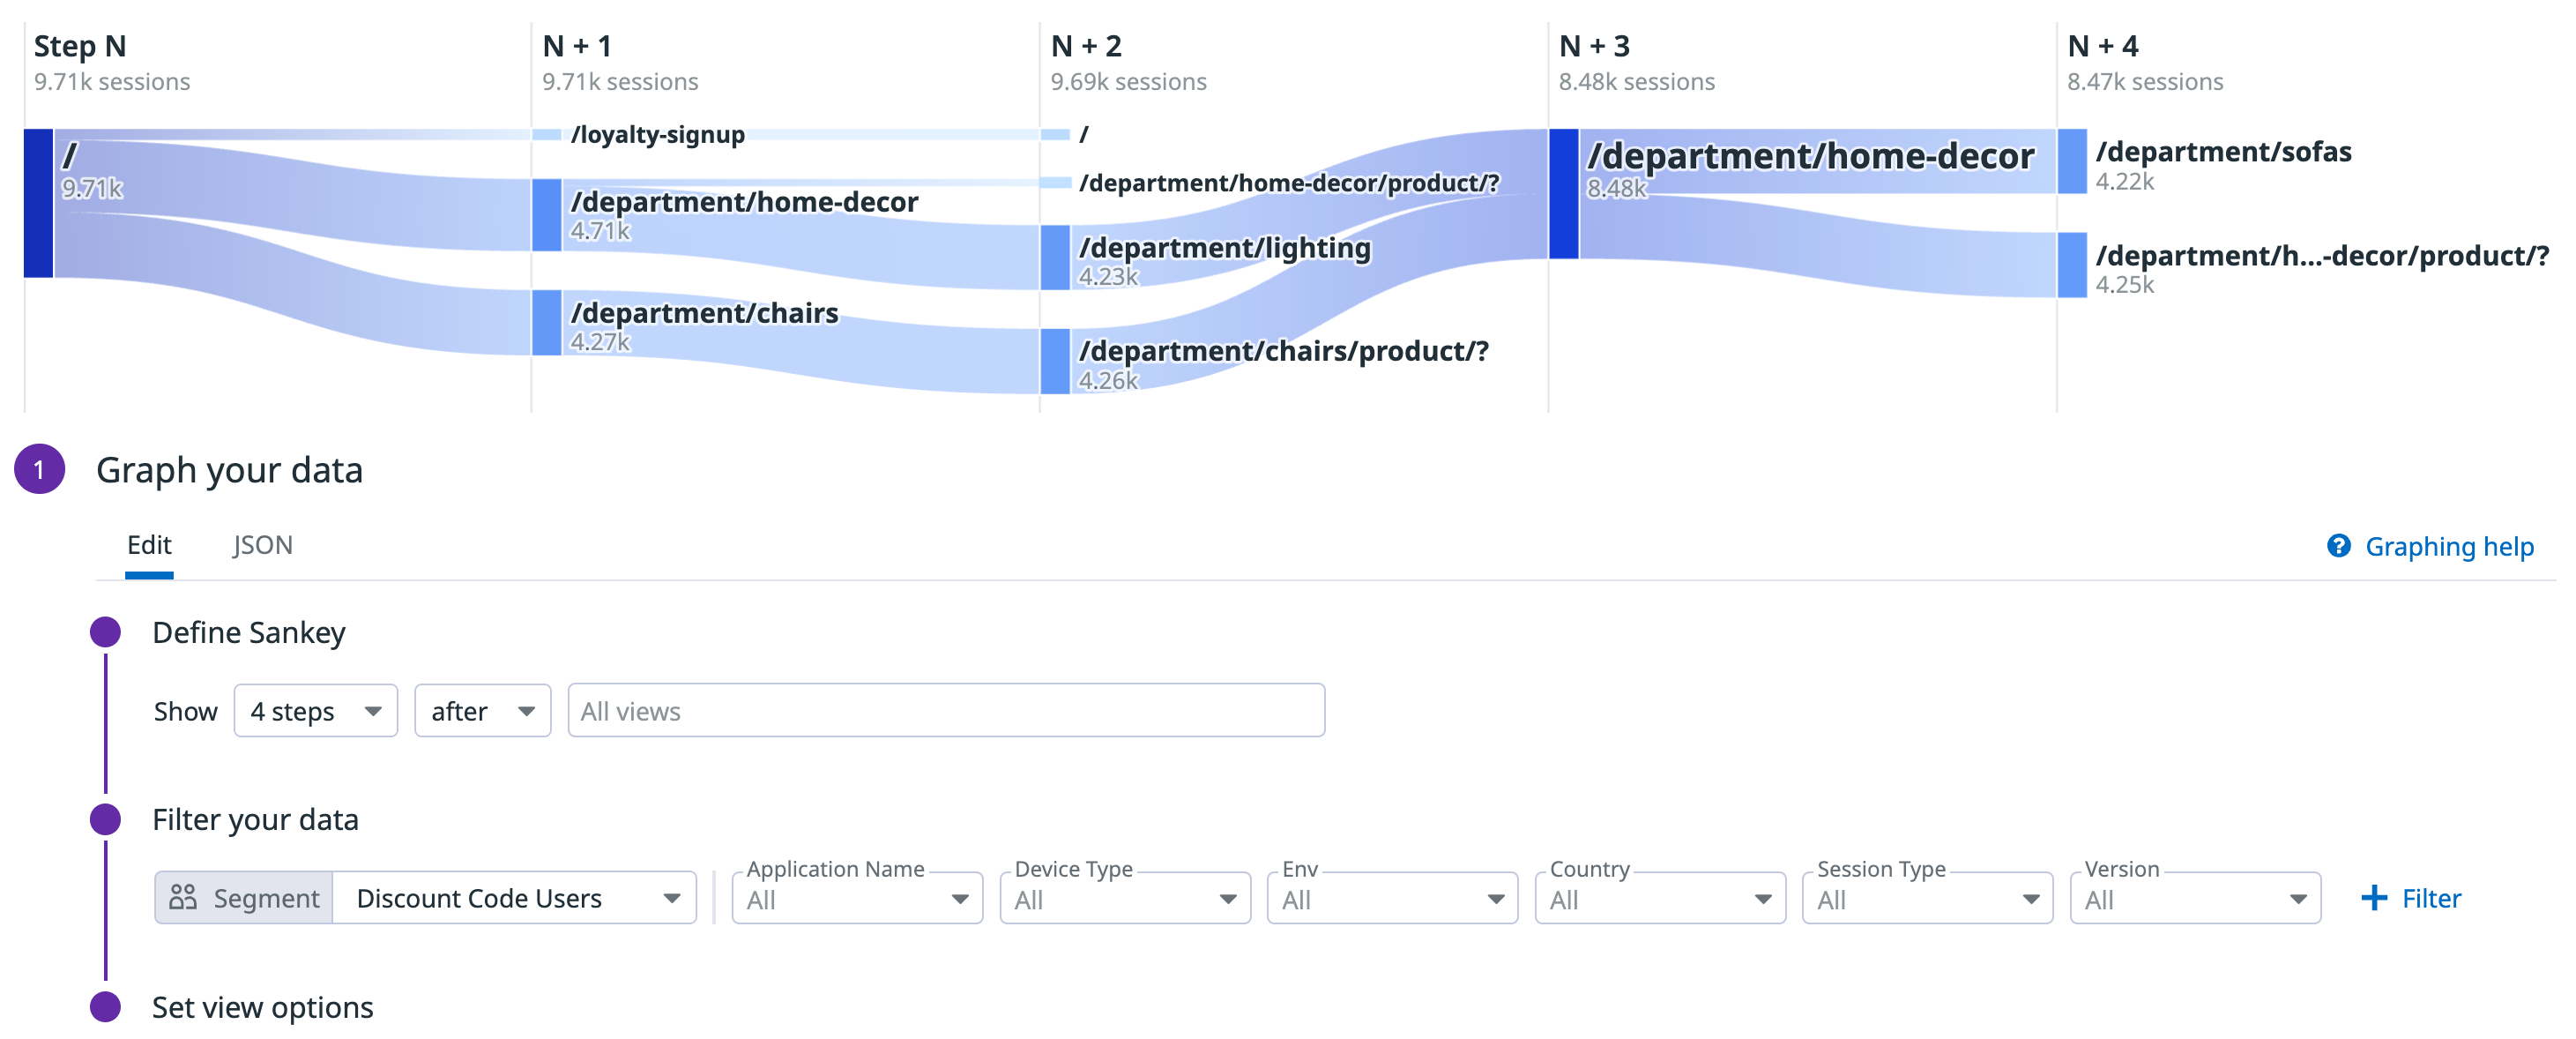 Step N
9.71k sessions
N + 1
9.71k sessions
N + 2
9.69k sessions
N + 3
8.48k sessions
N + 4
8.47k sessions
/
9.71k
/loyalty-signup
/department/home-decor
4.71k
/department/chairs
4.27k
/
/department/home-decor/product/?
/department/lighting
4.23k
/department/chairs/product/?
4.26k
/department/home-decor
8.48k
/department/sofas
4.22k
/department/h...-decor/product/?
4.25k
1 Graph your data
Edit JSON
? Graphing help
Define Sankey
Show 4 steps after All views
Filter your data
Segment Discount Code Users
Application Name
All
Device Type
All
Env
All
Country
All
Session Type
All
Version
All
+ Filter
Set view options